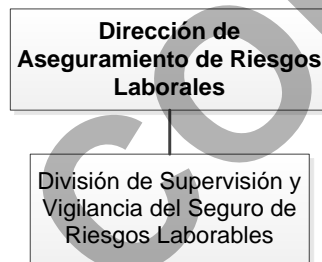 Dirección de
Aseguramiento de Riesgos
Laborales
División de Supervisión y
Vigilancia del Seguro de
Riesgos Laborables